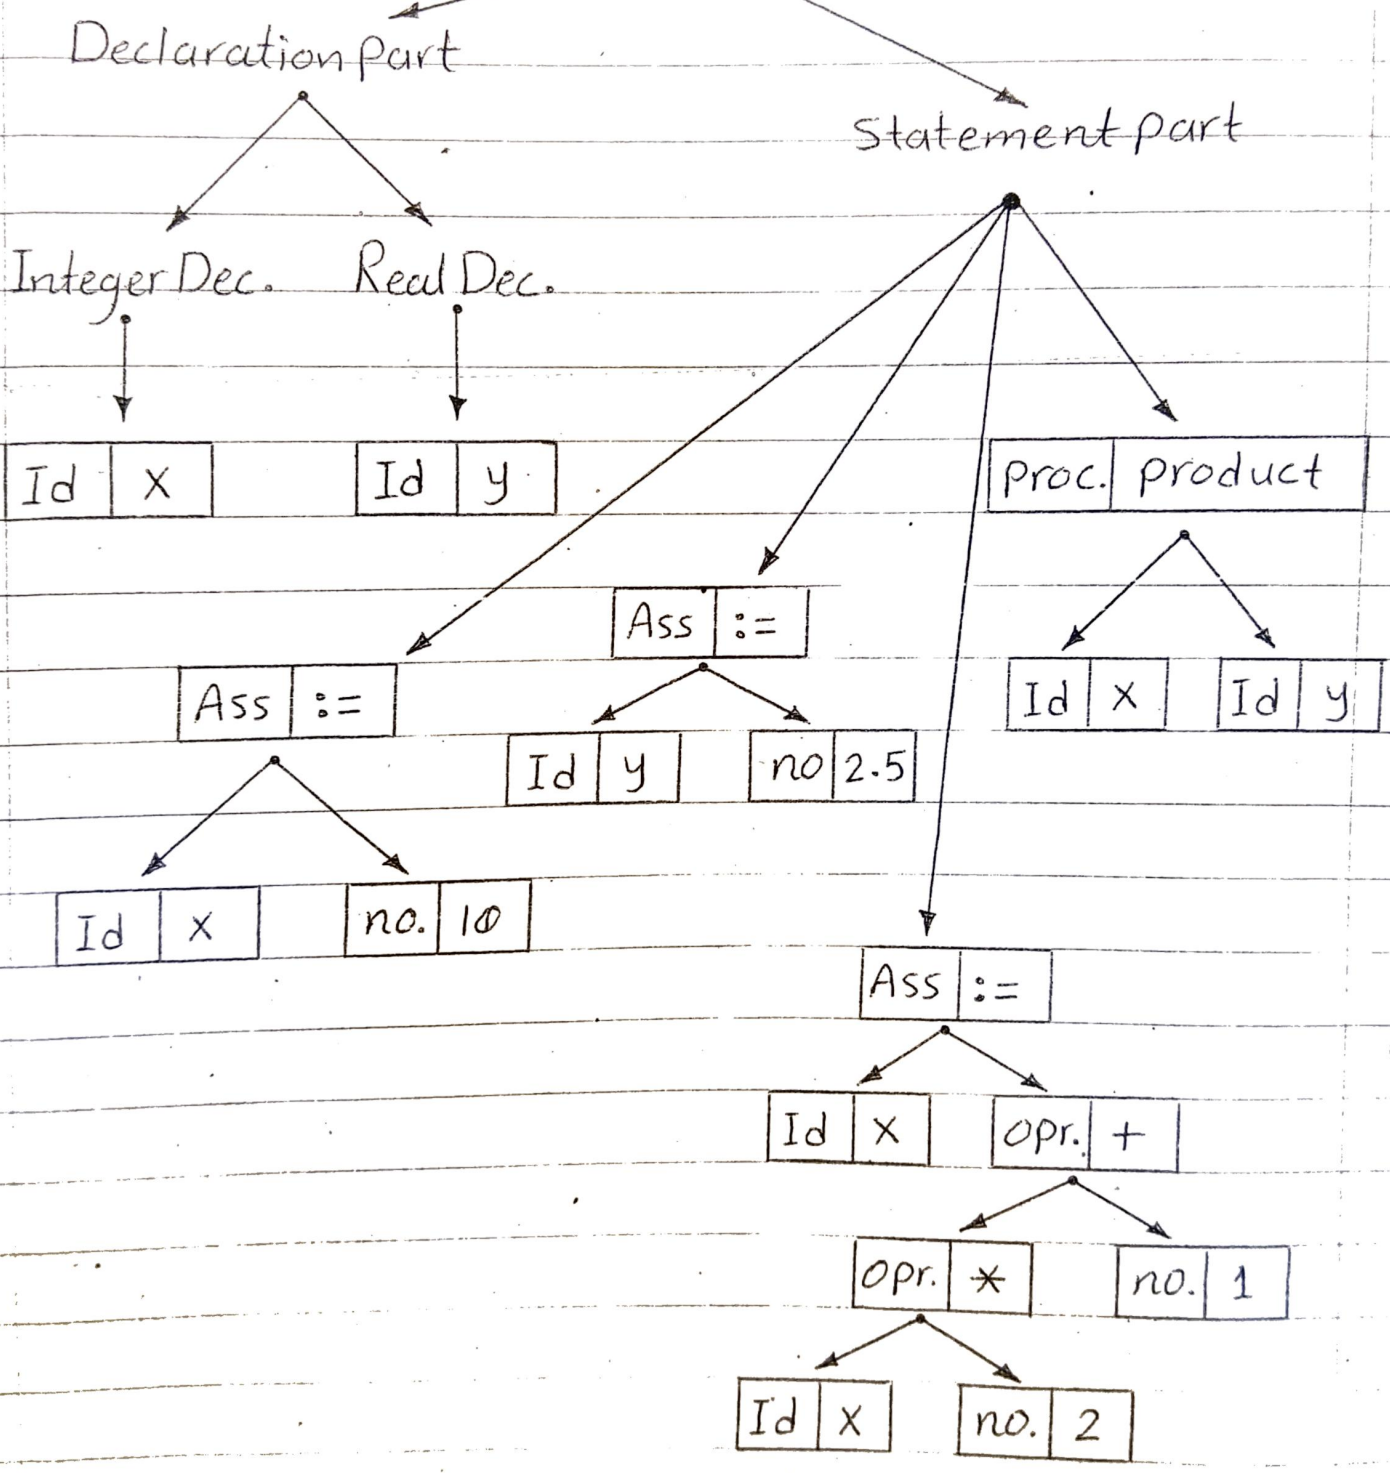 Declaration part
Statement part
Integer Dec. Real Dec.
Id x Id y proc. product
Ass :=
Ass := Id x Id y
Id y no 2.5
Id x no. 10
Ass :=
Id x opr. +
opr. * no. 1
Id x no. 2